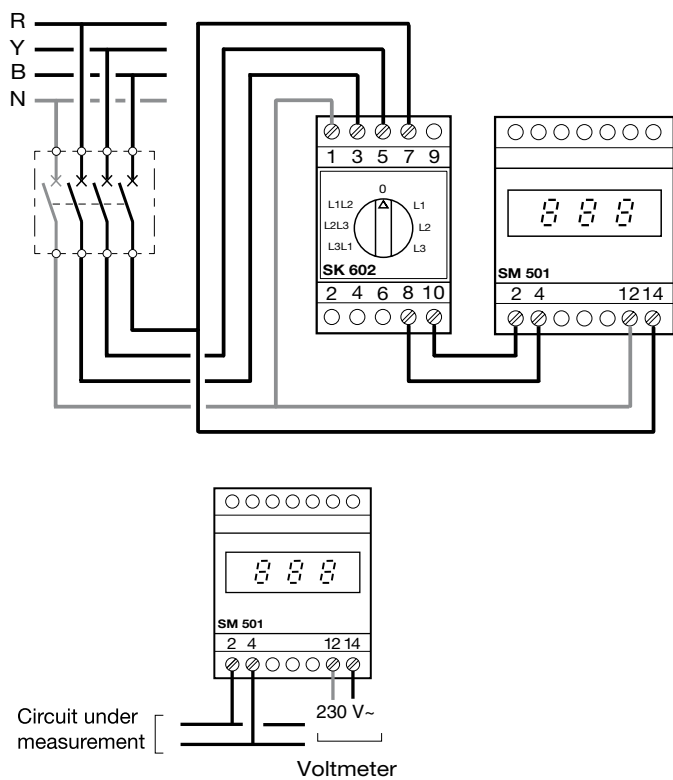 R
Y
B
N
1 3 5 7 9
0
L1L2 L1
L2L3 L2
L3L1 L3
SK 602
2 4 6 8 10
8 8 8
SM 501
2 4 12 14
8 8 8
SM 501
2 4 12 14
230 V~
Circuit under
measurement
Voltmeter